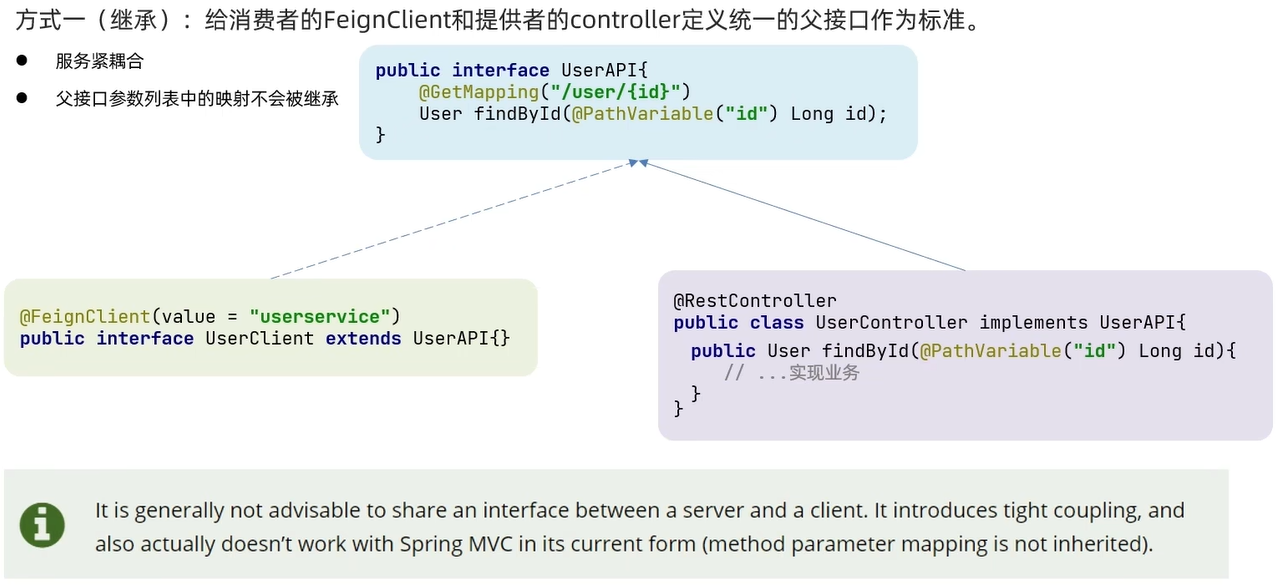 方式一（继承）：给消费者的FeignClient和提供者的controller定义统一的父接口作为标准。
● 服务紧耦合
● 父接口参数列表中的映射不会被继承
public interface UserAPI{
@GetMapping("/user/{id}")
User findById(@PathVariable("id") Long id);
}
@FeignClient(value = "userservice")
public interface UserClient extends UserAPI{}
@RestController
public class UserController implements UserAPI{
public User findById(@PathVariable("id") Long id){
// ...实现业务
}
}
It is generally not advisable to share an interface between a server and a client. It introduces tight coupling, and
also actually doesn’t work with Spring MVC in its current form (method parameter mapping is not inherited).